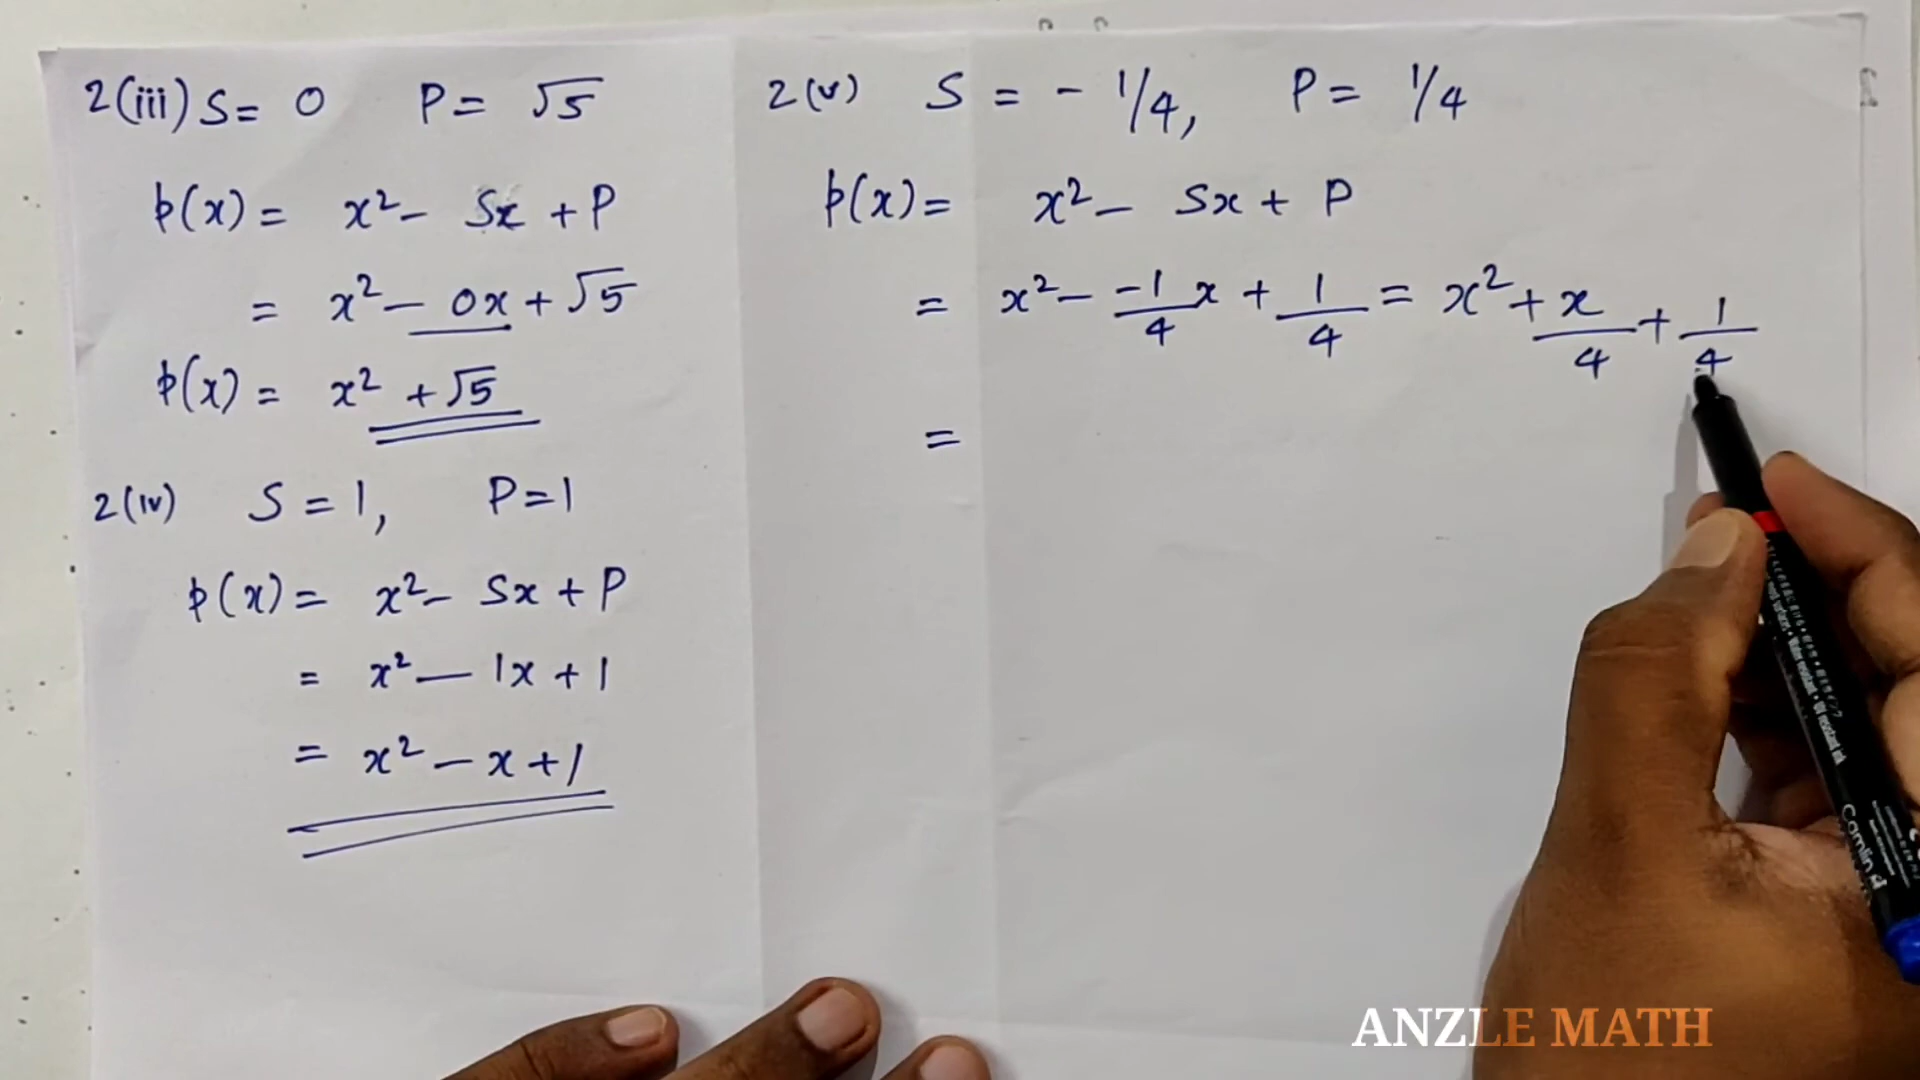 2(iii) S = 0 P = √5
p(x) = x² - Sx + P
= x² - 0x + √5
p(x) = x² + √5
2(iv) S = 1, P = 1
p(x) = x² - Sx + P
= x² - 1x + 1
= x² - x + 1
2(v) S = - 1/4, P = 1/4
p(x) = x² - Sx + P
= x² - -1/4 x + 1/4 = x² + x/4 + 1/4
=
Camlin
ANZLE MATH